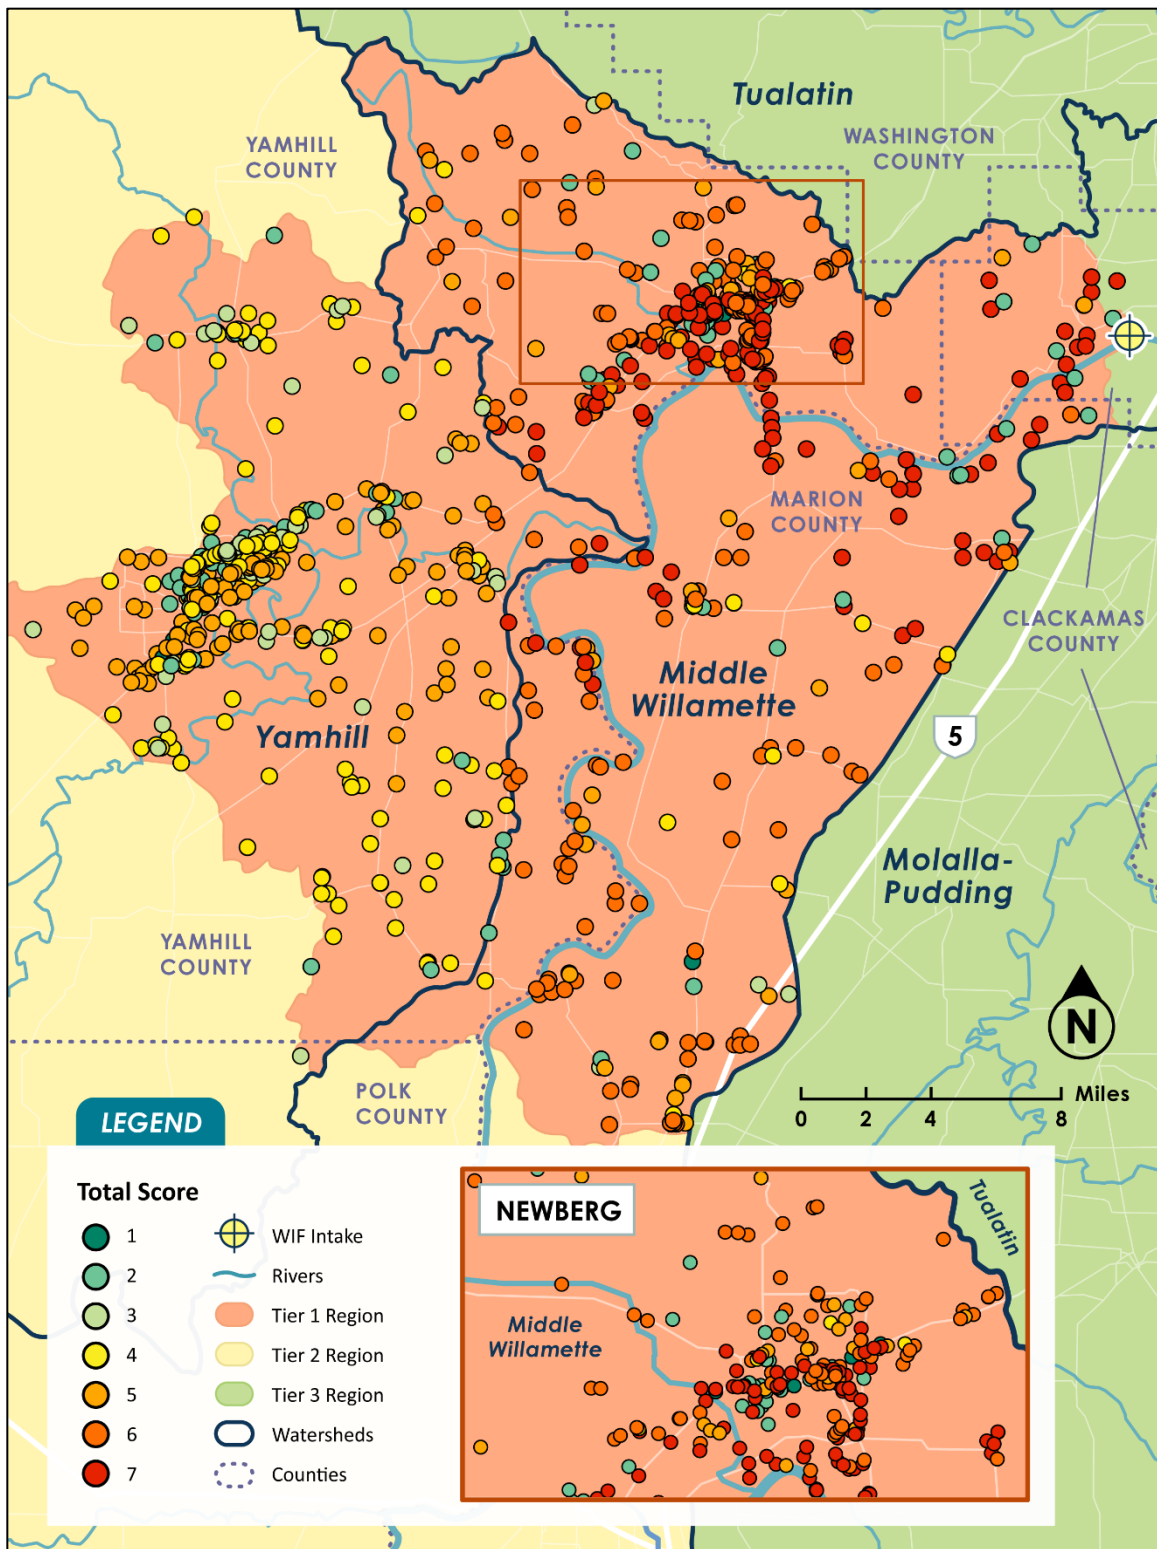 Tualatin
WASHINGTON
COUNTY
YAMHILL
COUNTY
MARION
COUNTY
CLACKAMAS
COUNTY
Middle
Willamette
Yamhill
5
Molalla-
Pudding
YAMHILL
COUNTY
N
POLK
COUNTY
Miles
0 2 4 8
LEGEND
Total Score
1
2
3
4
5
6
7
WIF Intake
Rivers
Tier 1 Region
Tier 2 Region
Tier 3 Region
Watersheds
Counties
NEWBERG
Tualatin
Middle
Willamette